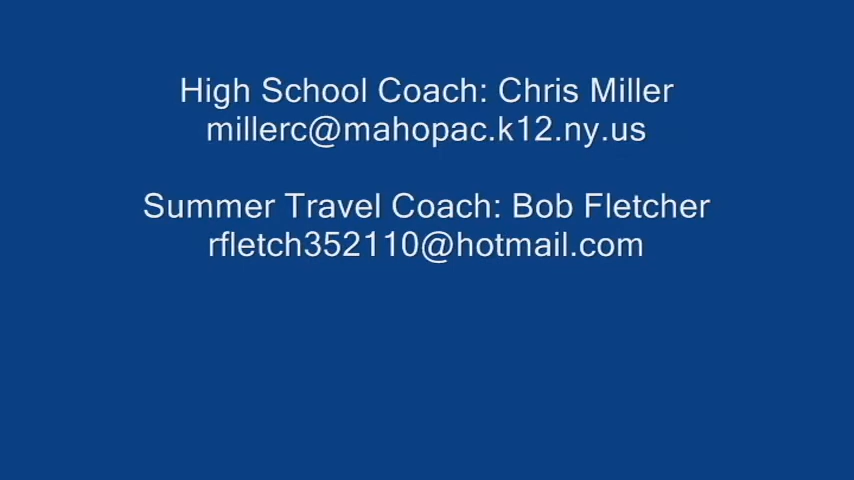 High School Coach: Chris Miller
millerc@mahopac.k12.ny.us
Summer Travel Coach: Bob Fletcher
rfletch352110@hotmail.com